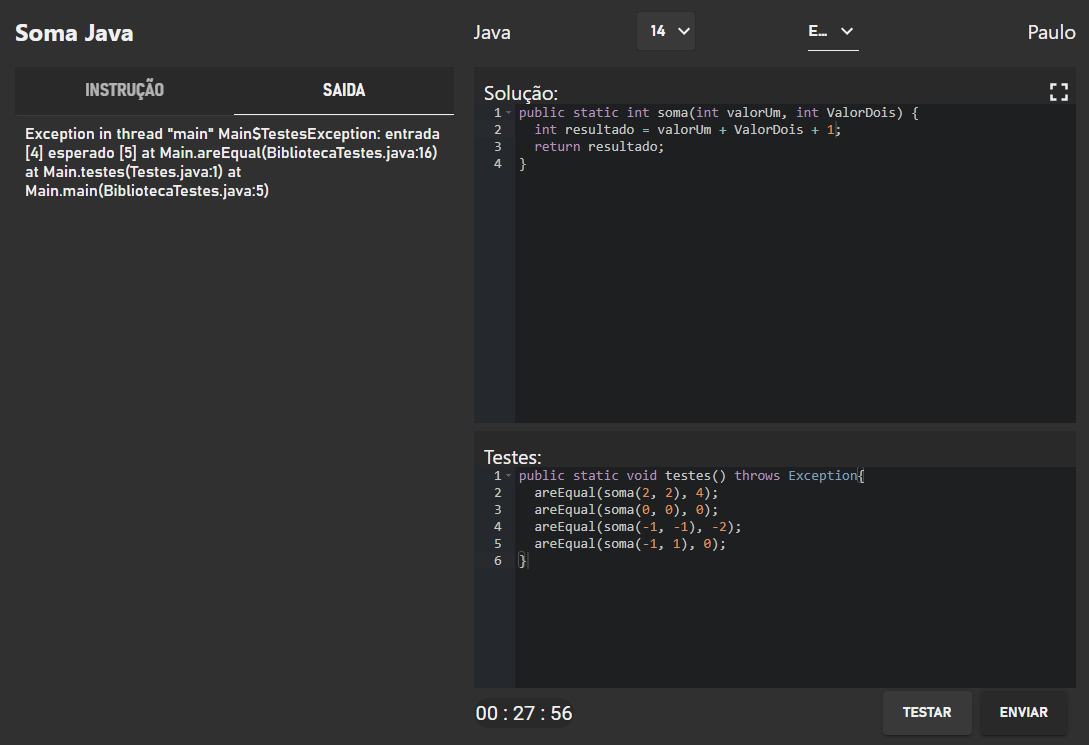 Soma Java
Java
14
E...
Paulo
INSTRUÇÃO
SAIDA
Exception in thread "main" Main$TestesException: entrada
[4] esperado [5] at Main.areEqual(BibliotecaTestes.java:16)
at Main.testes(Testes.java:1) at
Main.main(BibliotecaTestes.java:5)
Solução:
1 public static int soma(int valorUm, int ValorDois) {
2   int resultado = valorUm + ValorDois + 1;
3   return resultado;
4 }
Testes:
1 public static void testes() throws Exception{
2   areEqual(soma(2, 2), 4);
3   areEqual(soma(0, 0), 0);
4   areEqual(soma(-1, -1), -2);
5   areEqual(soma(-1, 1), 0);
6 }
00 : 27 : 56
TESTAR
ENVIAR